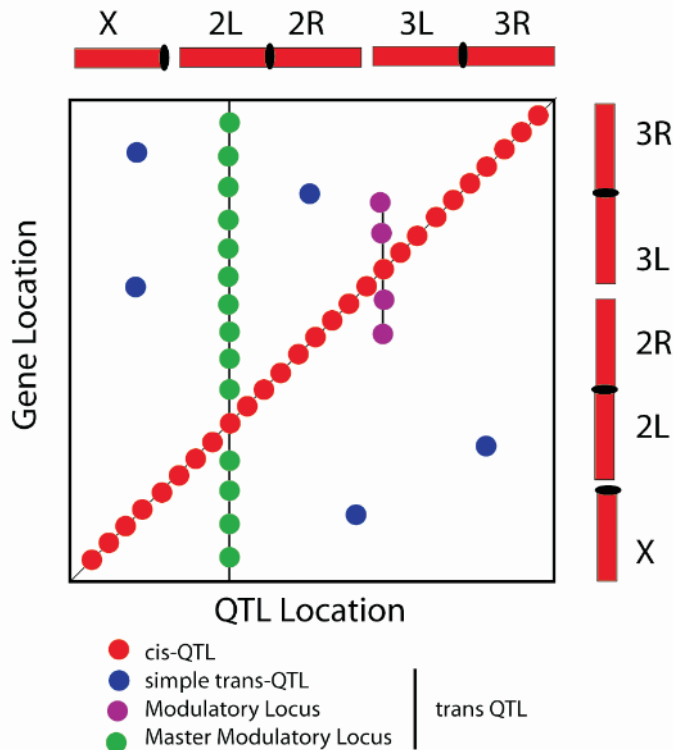 X 2L 2R 3L 3R
3R
3L
2R
2L
X
Gene Location
QTL Location
cis-QTL
simple trans-QTL
Modulatory Locus
Master Modulatory Locus
trans QTL